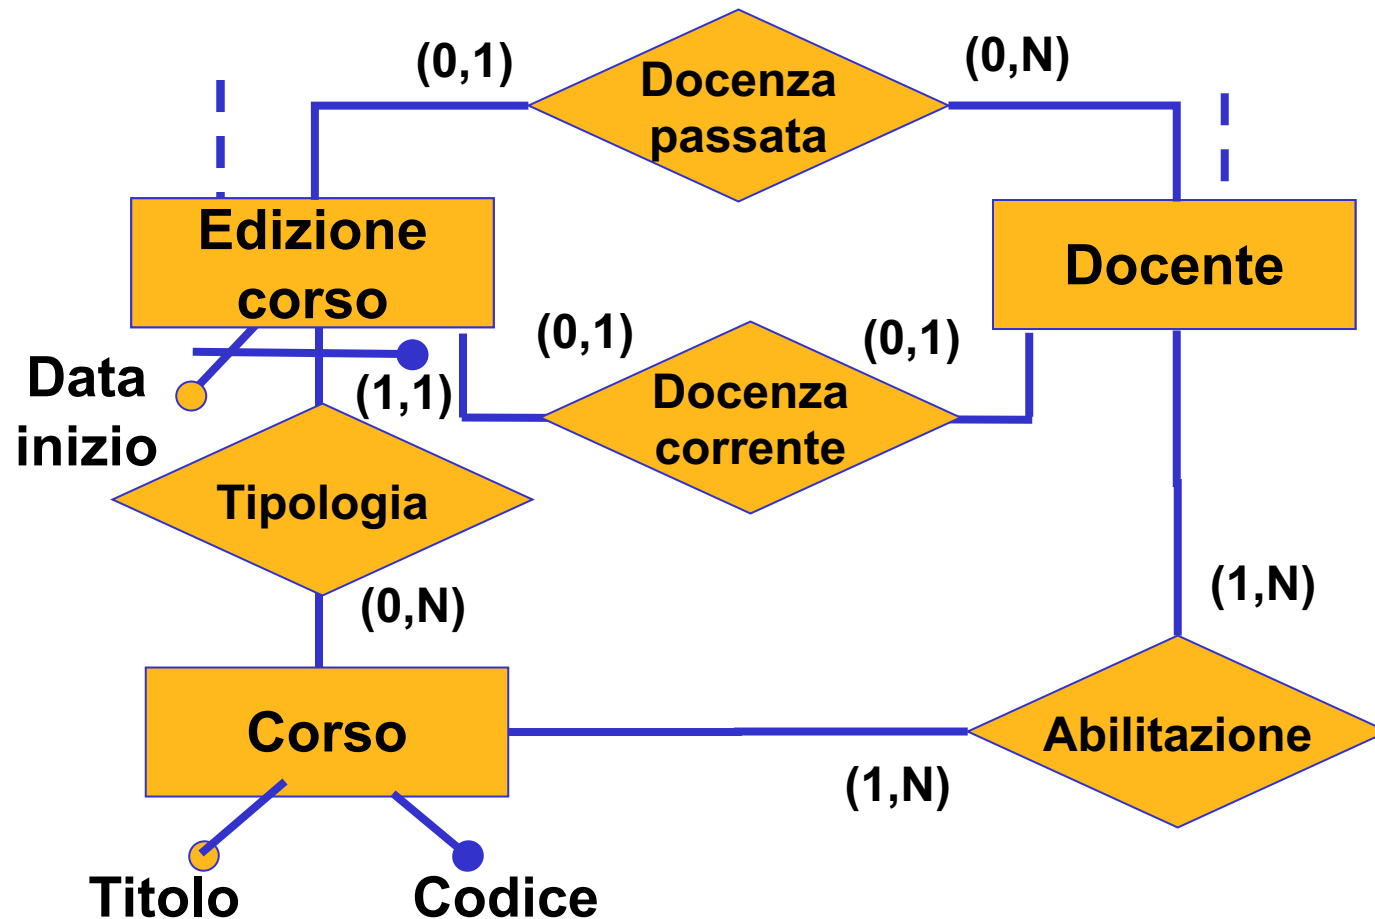 (0,1)
Docenza
passata
(0,N)
Edizione
corso
Docente
(0,1)
(0,1)
Data
inizio
(1,1)
Docenza
corrente
Tipologia
(0,N)
(1,N)
Corso
Abilitazione
(1,N)
Titolo
Codice